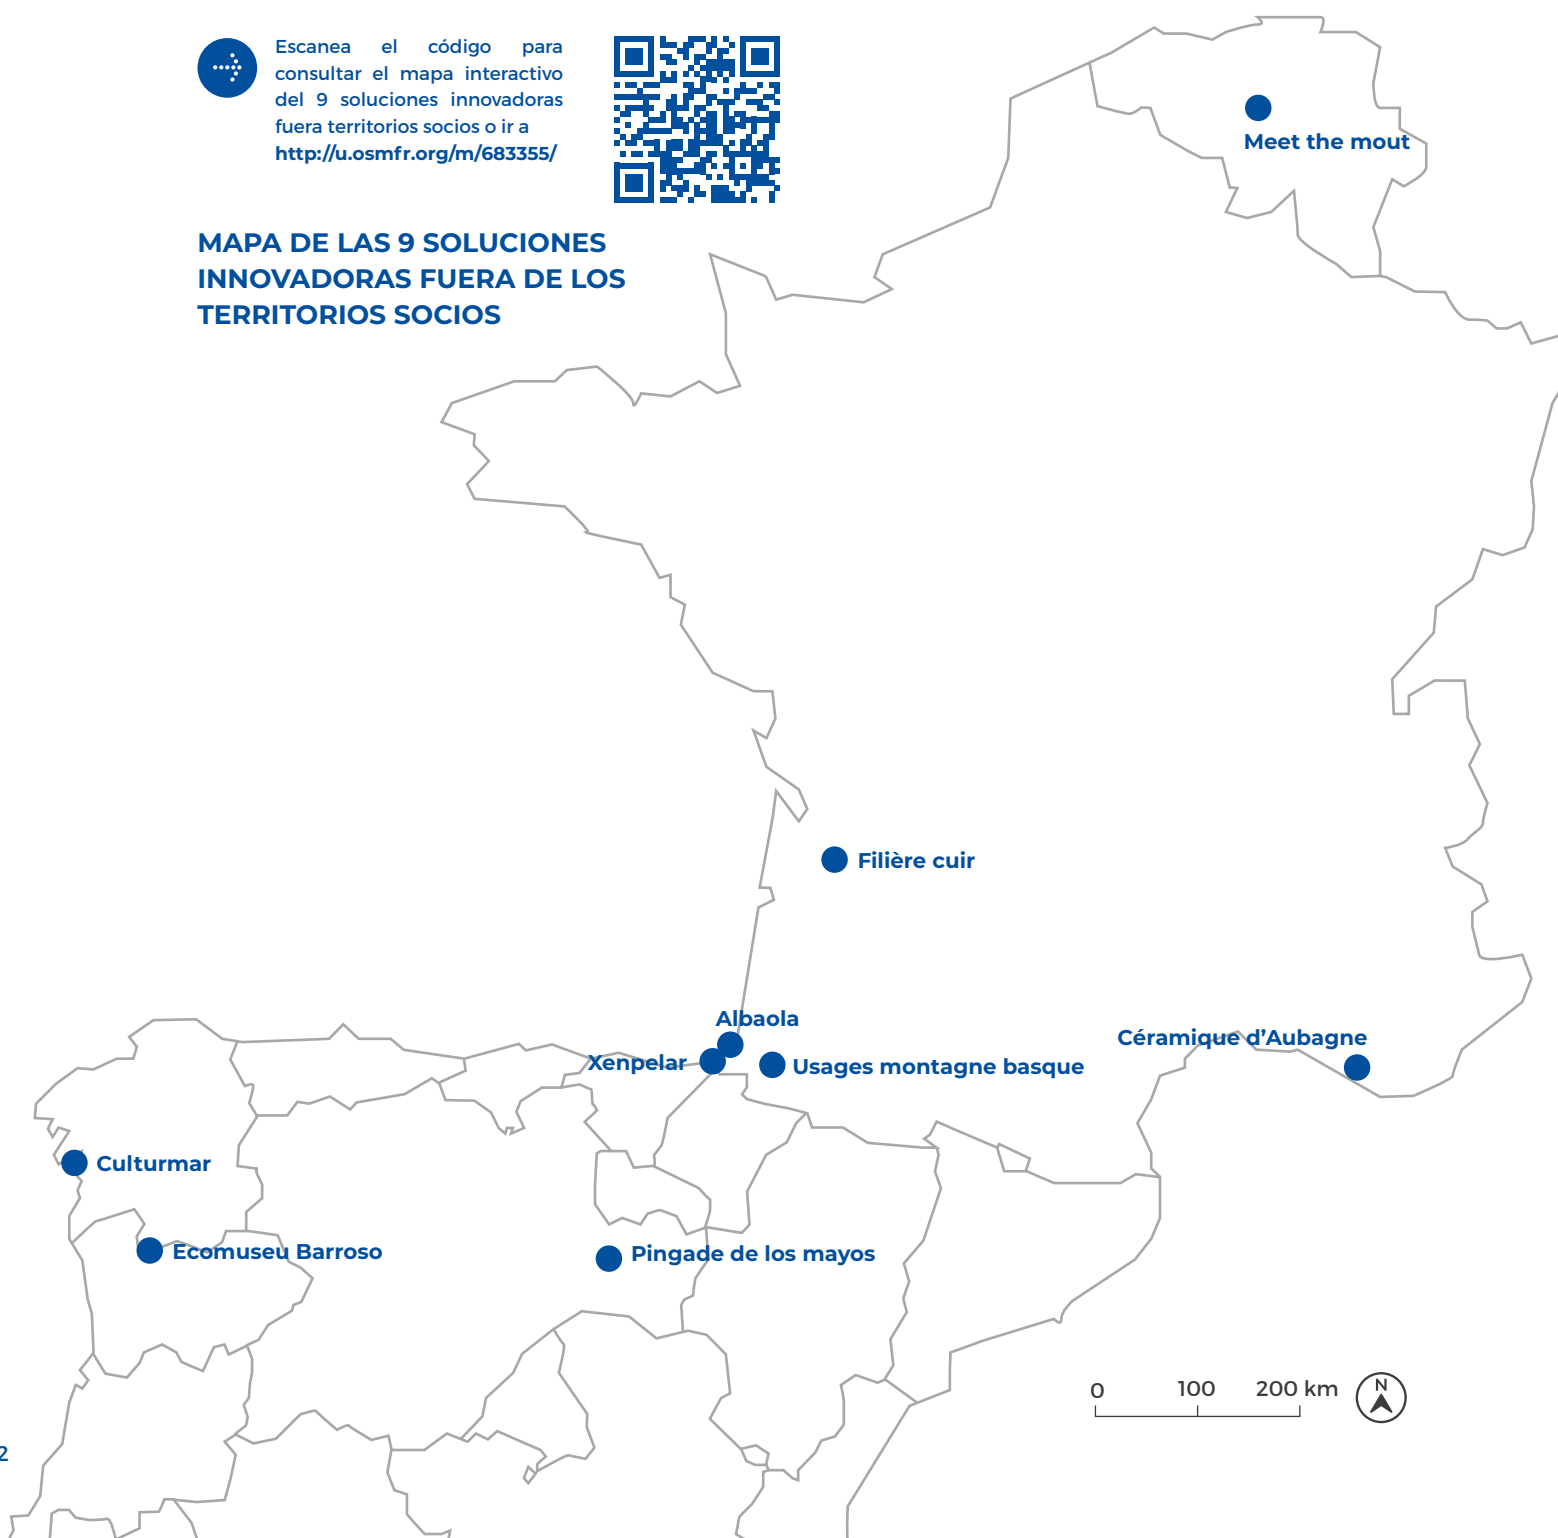 Escanea el código para
consultar el mapa interactivo
del 9 soluciones innovadoras
fuera territorios socios o ir a
http://u.osmfr.org/m/683355/
MAPA DE LAS 9 SOLUCIONES
INNOVADORAS FUERA DE LOS
TERRITORIOS SOCIOS
Meet the mout
Filière cuir
Albaola
Xenpelar
Usages montagne basque
Céramique d'Aubagne
Culturmar
Ecomuseu Barroso
Pingade de los mayos
0 100 200 km
N
2